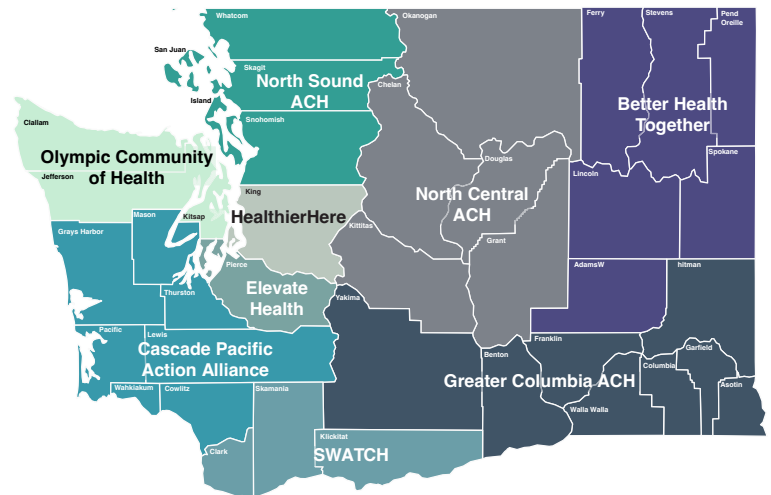 Whatcom
Okanogan
Ferry
Stevens
Pend
Oreille
San Juan
Skagit
North Sound
ACH
Chelan
Island
Snohomish
Better Health
Together
Clallam
Olympic Community
of Health
Jefferson
Douglas
Spokane
Lincoln
King
North Central
ACH
Mason
Kitsap
HealthierHere
Kittitas
Grays Harbor
Grant
Pierce
AdamsW
hitman
Thurston
Elevate
Health
Yakima
Pacific
Lewis
Cascade Pacific
Action Alliance
Franklin
Benton
Garfield
Columbia
Greater Columbia ACH
Asotin
Wahkiakum
Cowlitz
Skamania
Walla Walla
Klickitat
SWATCH
Clark